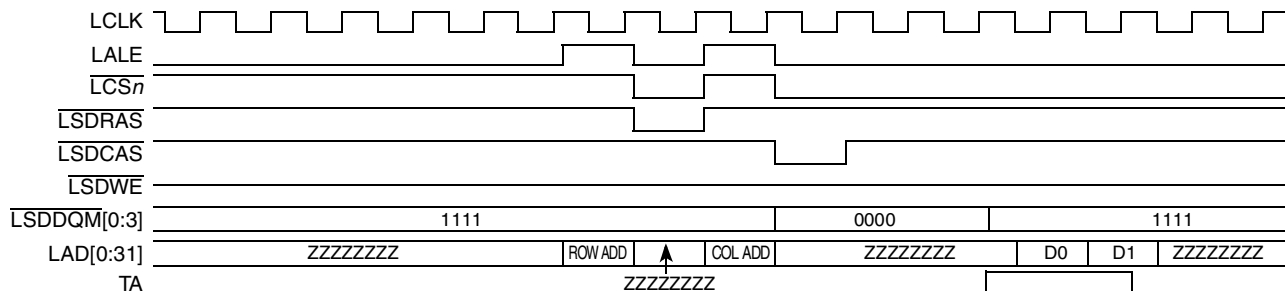 LCLK
LALE
LCSn
LSDRAS
LSDCAS
LSDWE
LSDDQM[0:3] 1111 0000 1111
LAD[0:31] ZZZZZZZZ ROW ADD COL ADD ZZZZZZZZ D0 D1 ZZZZZZZZ
TA ZZZZZZZZ